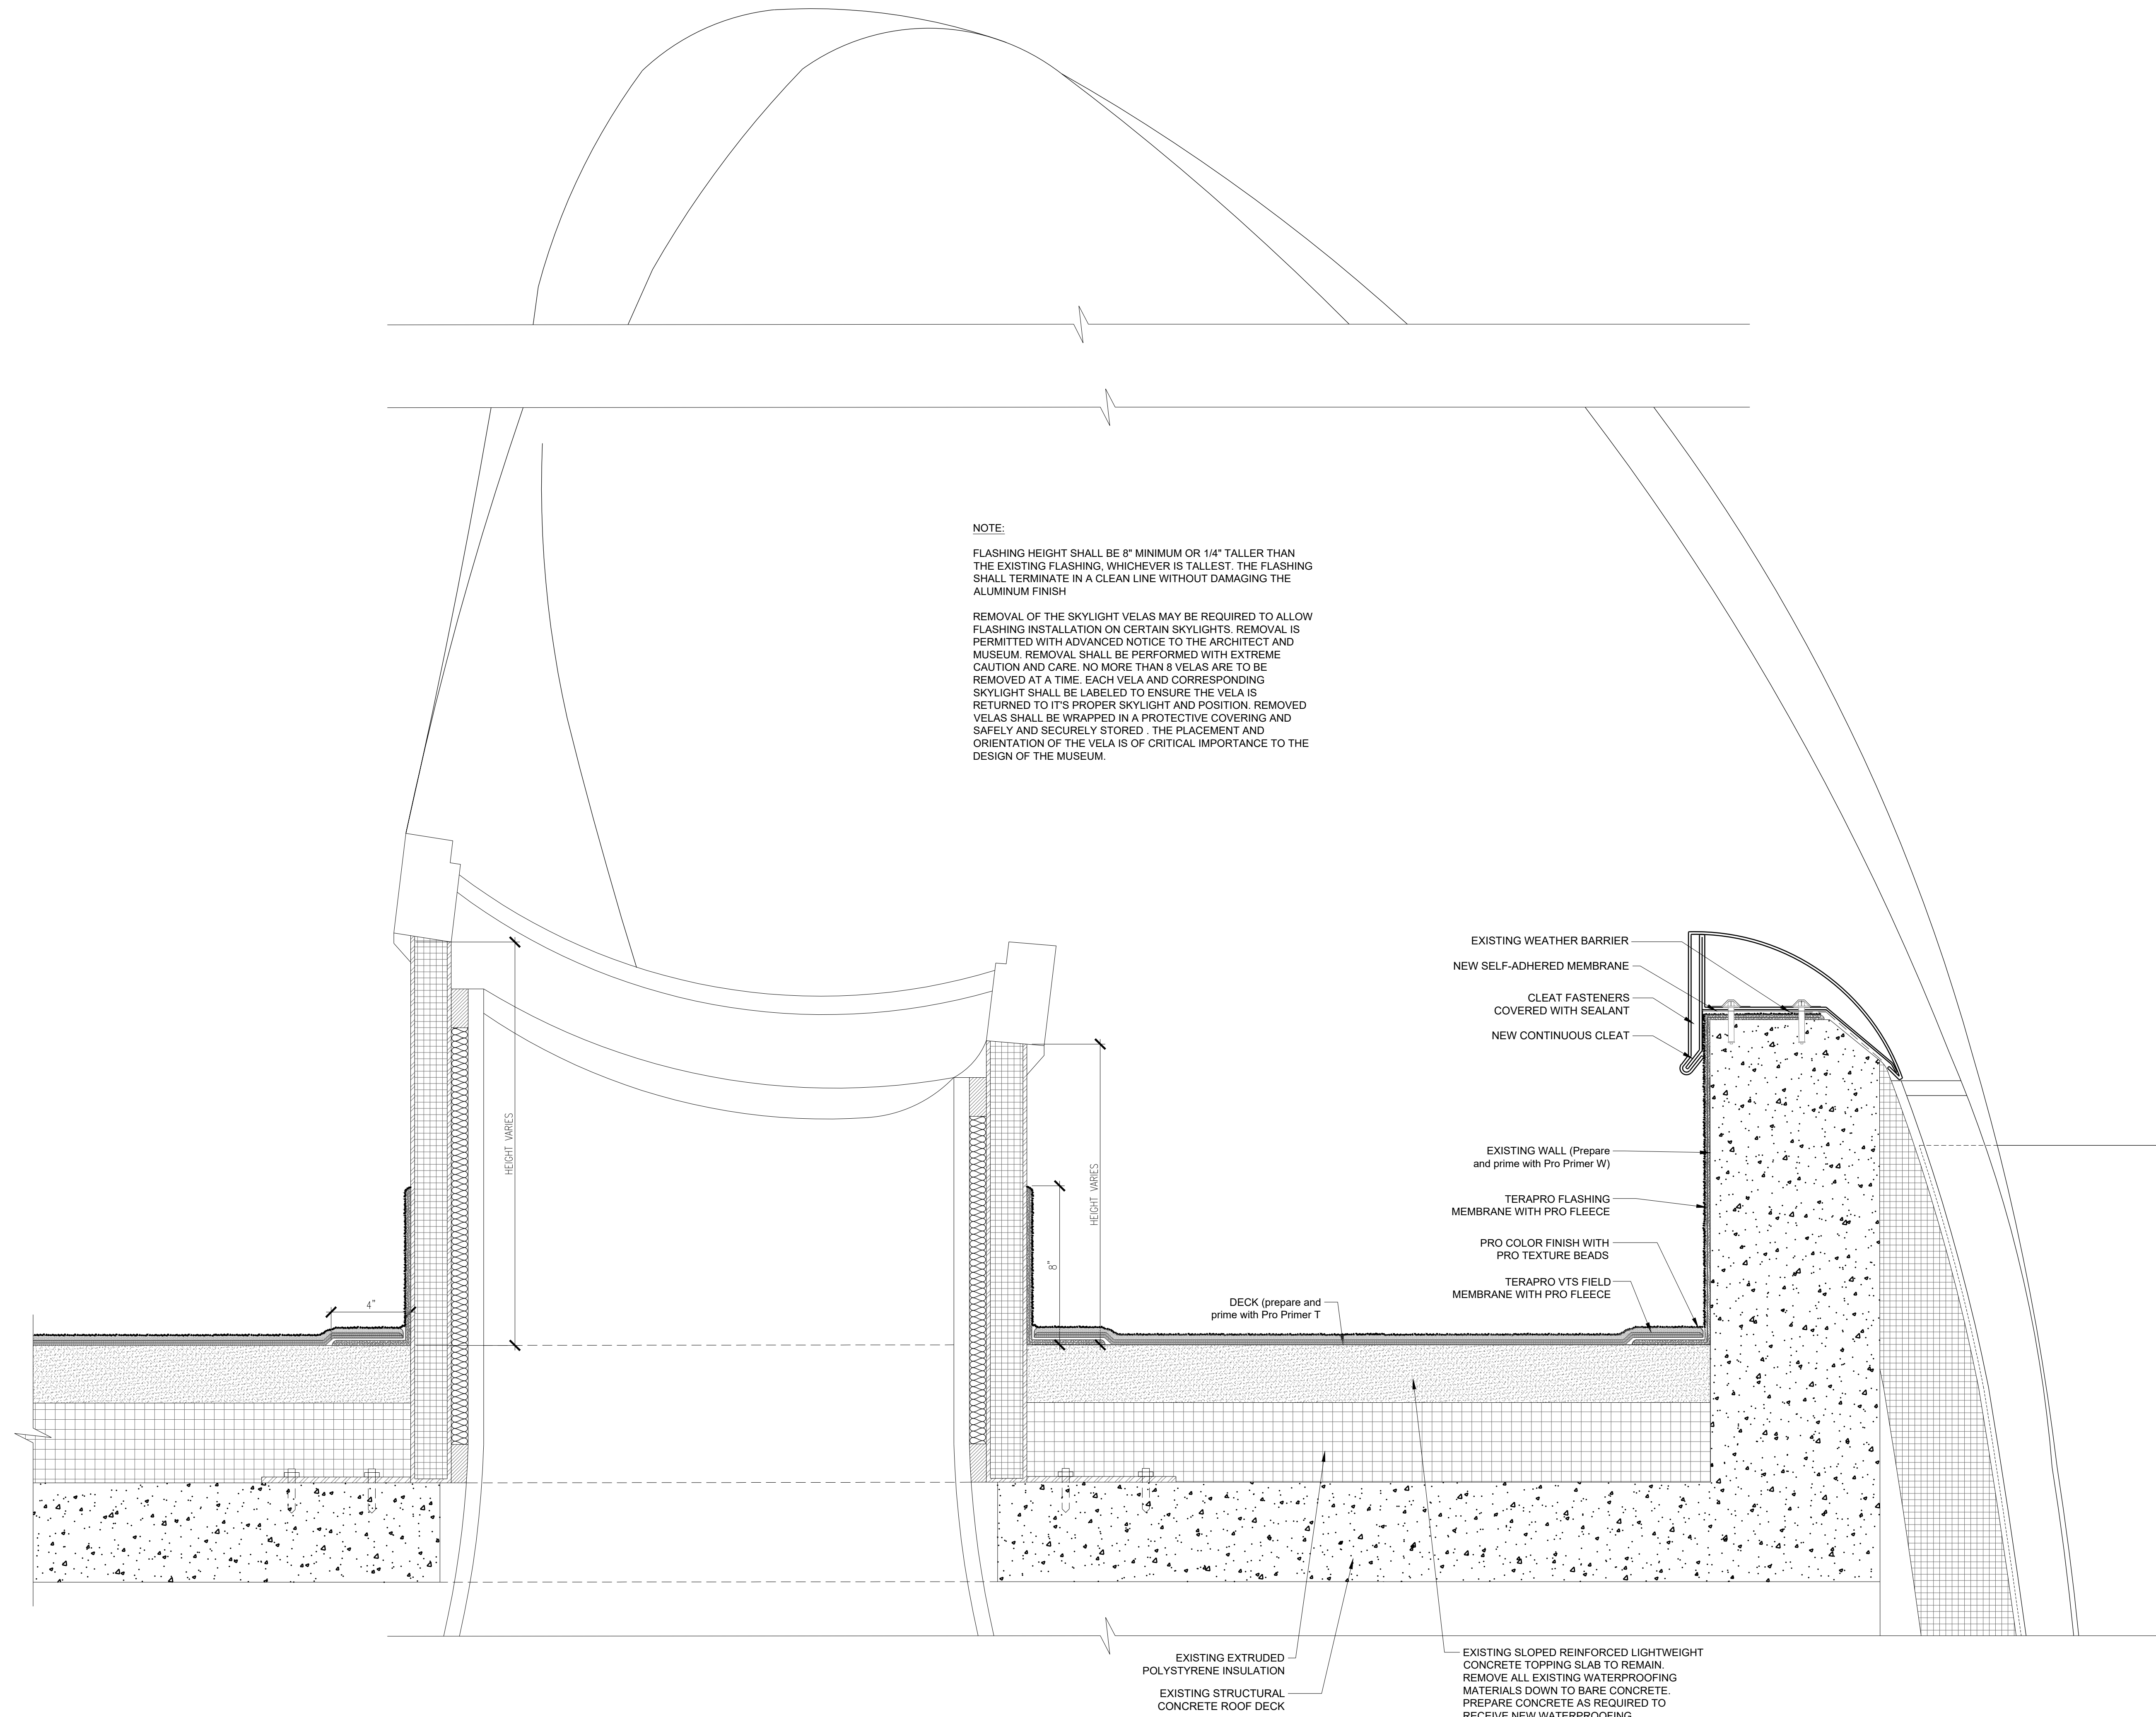 NOTE:
FLASHING HEIGHT SHALL BE 8" MINIMUM OR 1/4" TALLER THAN
THE EXISTING FLASHING, WHICHEVER IS TALLEST. THE FLASHING
SHALL TERMINATE IN A CLEAN LINE WITHOUT DAMAGING THE
ALUMINUM FINISH
REMOVAL OF THE SKYLIGHT VELAS MAY BE REQUIRED TO ALLOW
FLASHING INSTALLATION ON CERTAIN SKYLIGHTS. REMOVAL IS
PERMITTED WITH ADVANCED NOTICE TO THE ARCHITECT AND
MUSEUM. REMOVAL SHALL BE PERFORMED WITH EXTREME
CAUTION AND CARE. NO MORE THAN 8 VELAS ARE TO BE
REMOVED AT A TIME. EACH VELA AND CORRESPONDING
SKYLIGHT SHALL BE LABELED TO ENSURE THE VELA IS
RETURNED TO IT'S PROPER SKYLIGHT AND POSITION. REMOVED
VELAS SHALL BE WRAPPED IN A PROTECTIVE COVERING AND
SAFELY AND SECURELY STORED . THE PLACEMENT AND
ORIENTATION OF THE VELA IS OF CRITICAL IMPORTANCE TO THE
DESIGN OF THE MUSEUM.
EXISTING WEATHER BARRIER
NEW SELF-ADHERED MEMBRANE
CLEAT FASTENERS
COVERED WITH SEALANT
NEW CONTINUOUS CLEAT
HEIGHT VARIES
HEIGHT VARIES
EXISTING WALL (Prepare
and prime with Pro Primer W)
TERAPRO FLASHING
MEMBRANE WITH PRO FLEECE
PRO COLOR FINISH WITH
PRO TEXTURE BEADS
8"
TERAPRO VTS FIELD
MEMBRANE WITH PRO FLEECE
4"
DECK (prepare and
prime with Pro Primer T
EXISTING EXTRUDED
POLYSTYRENE INSULATION
EXISTING STRUCTURAL
CONCRETE ROOF DECK
EXISTING SLOPED REINFORCED LIGHTWEIGHT
CONCRETE TOPPING SLAB TO REMAIN.
REMOVE ALL EXISTING WATERPROOFING
MATERIALS DOWN TO BARE CONCRETE.
PREPARE CONCRETE AS REQUIRED TO
RECEIVE NEW WATERPROOFING